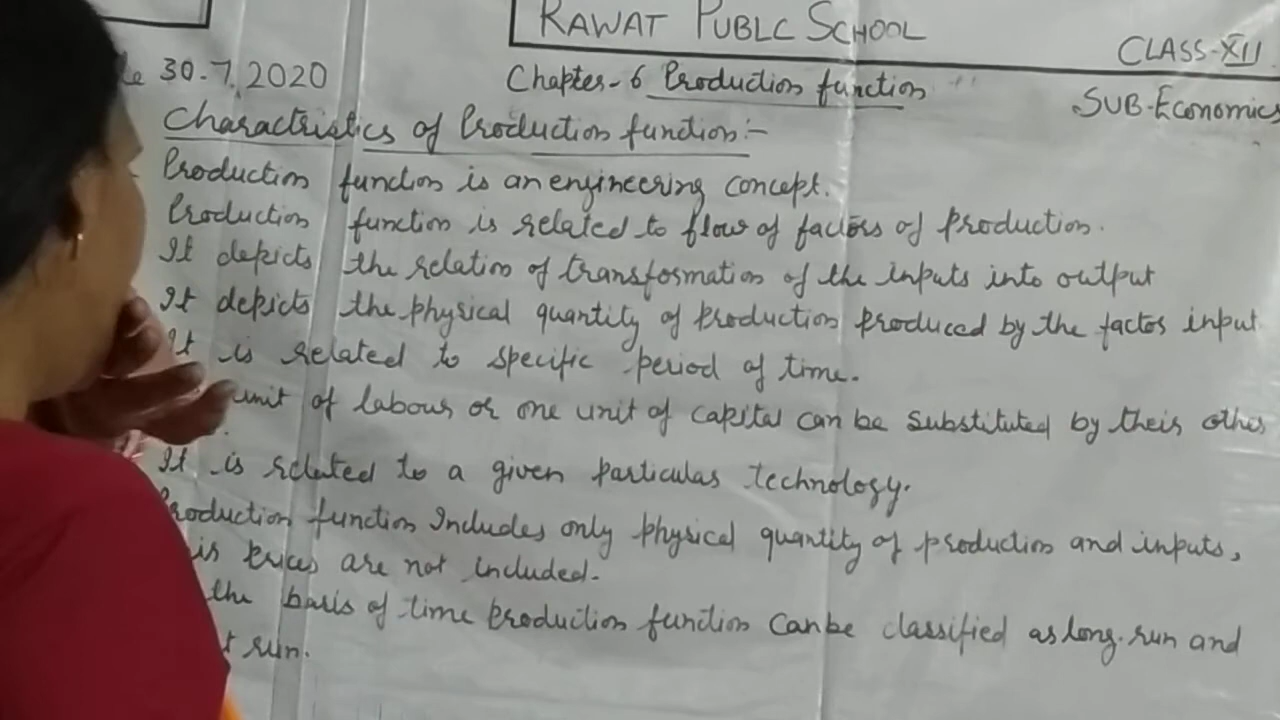 RAWAT PUBLC SCHOOL
CLASS-XII
30.7.2020
Chapter-6 Production function
SUB-Economics
Charactristics of Production function:-
Production function is an engineering concept.
Production function is related to flow of factors of production.
It depicts the relation of transformation of the inputs into output
It depicts the physical quantity of production produced by the factor input.
It is related to specific period of time.
unit of labour or one unit of capital can be substituted by their other
It is related to a given particular technology.
Production function Includes only physical quantity of production and inputs,
prices are not included.
the basis of time production function can be classified as long-run and
run.